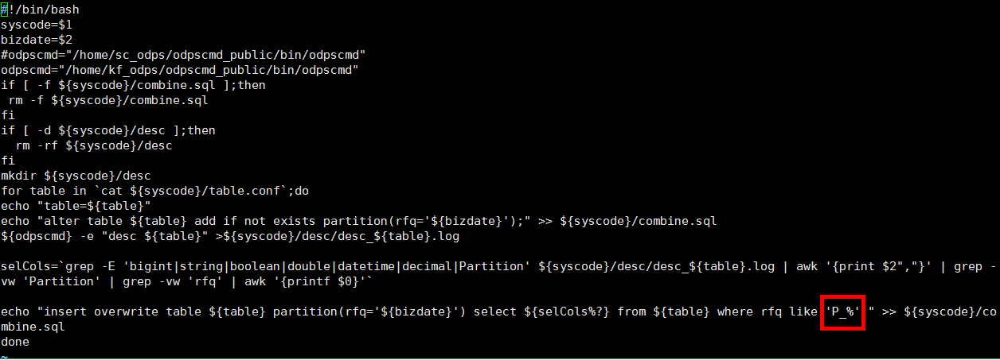 #!/bin/bash
syscode=$1
bizdate=$2
#odpscmd="/home/sc_odps/odpscmd_public/bin/odpscmd"
odpscmd="/home/kf_odps/odpscmd_public/bin/odpscmd"
if [ -f ${syscode}/combine.sql ];then
 rm -f ${syscode}/combine.sql
fi
if [ -d ${syscode}/desc ];then
  rm -rf ${syscode}/desc
fi
mkdir ${syscode}/desc
for table in `cat ${syscode}/table.conf`;do
echo "table=${table}"
echo "alter table ${table} add if not exists partition(rfq='${bizdate}');" >> ${syscode}/combine.sql
${odpscmd} -e "desc ${table}" >${syscode}/desc/desc_${table}.log

selCols=`grep -E 'bigint|string|boolean|double|datetime|decimal|Partition' ${syscode}/desc/desc_${table}.log | awk '{print $2","}' | grep -
vw 'Partition' | grep -vw 'rfq' | awk '{printf $0}'`

echo "insert overwrite table ${table} partition(rfq='${bizdate}') select ${selCols%?} from ${table} where rfq like 'P_%' " >> ${syscode}/co
mbine.sql
done
~